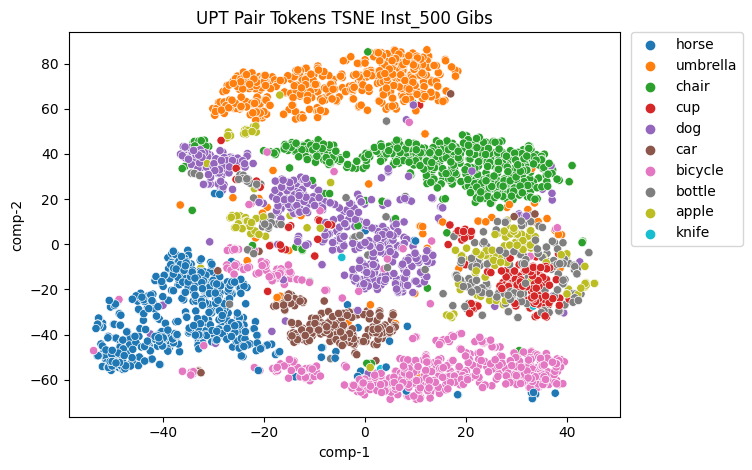 UPT Pair Tokens TSNE Inst_500 Gibs
horse
umbrella
chair
cup
dog
car
bicycle
bottle
apple
knife
80
60
40
20
0
−20
−40
−60
comp-2
−40 −20 0 20 40
comp-1